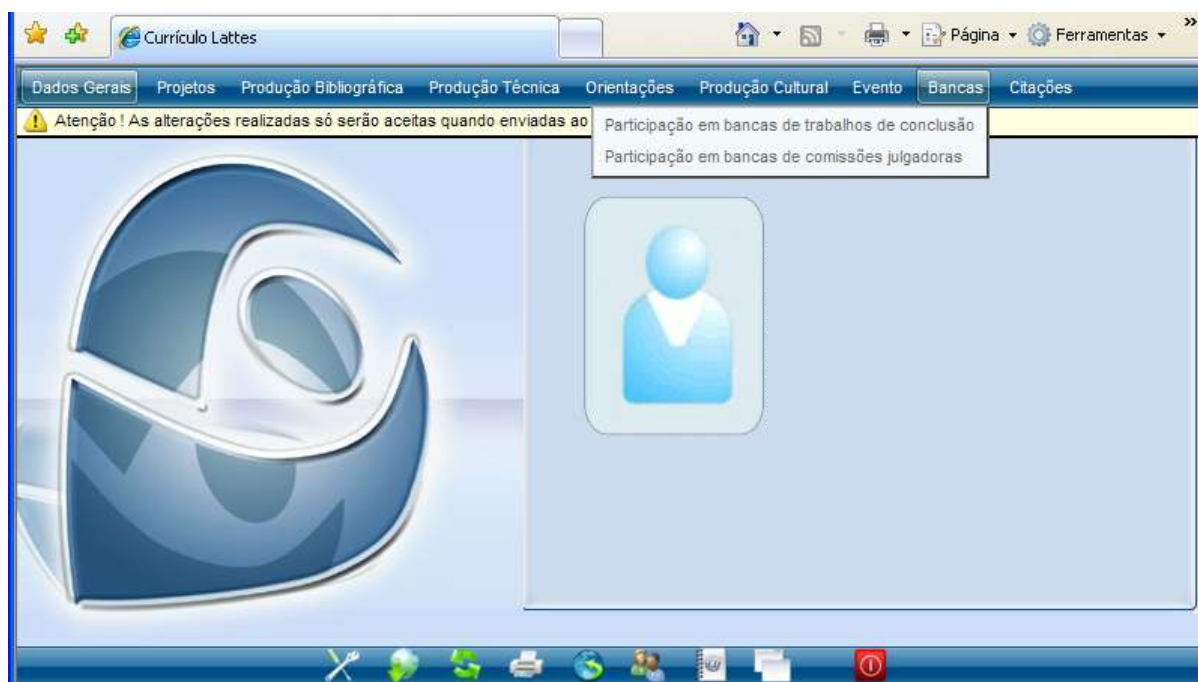 Currículo Lattes
Página
Ferramentas
»
Dados Gerais Projetos Produção Bibliográfica Produção Técnica Orientações Produção Cultural Evento Bancas Citações
Atenção ! As alterações realizadas só serão aceitas quando enviadas ao
Participação em bancas de trabalhos de conclusão
Participação em bancas de comissões julgadoras